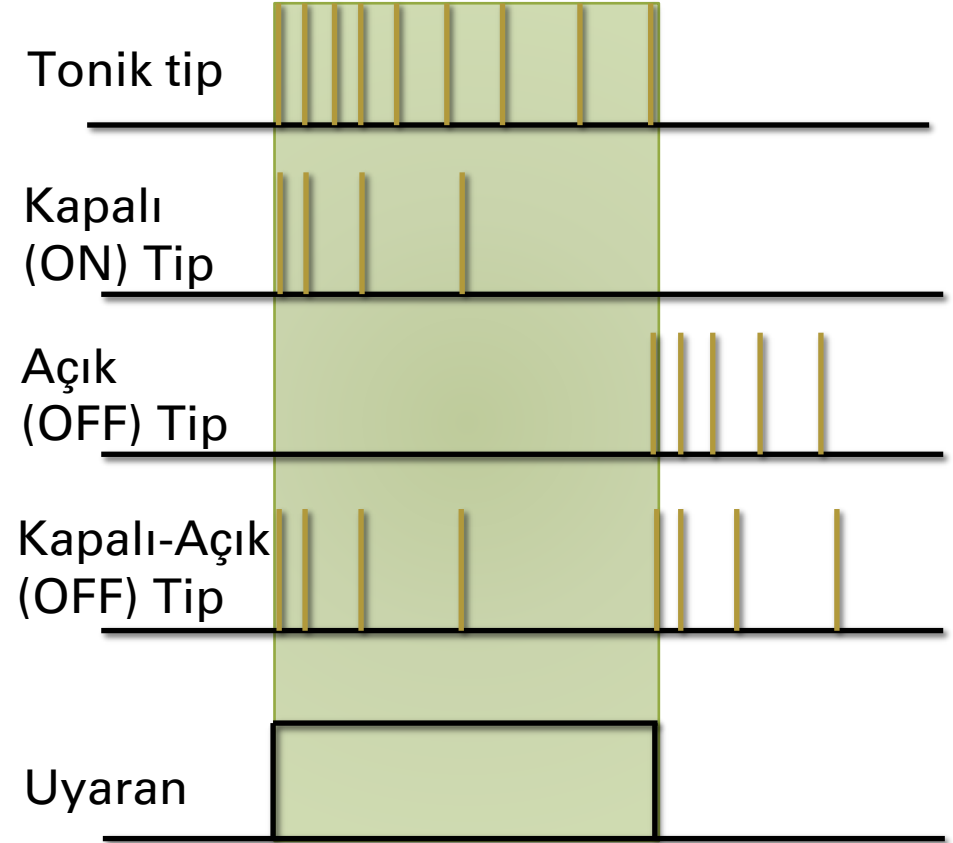 Tonik tip
Kapalı
(ON) Tip
Açık
(OFF) Tip
Kapalı-Açık
(OFF) Tip
Uyaran